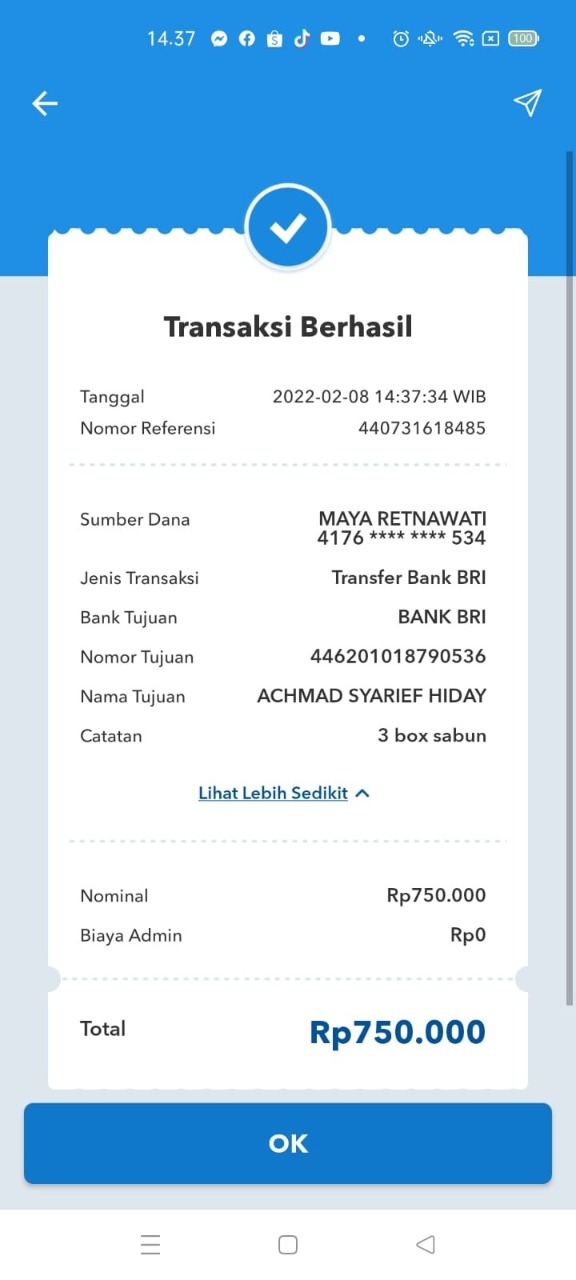 14.37
100
Transaksi Berhasil
Tanggal 2022-02-08 14:37:34 WIB
Nomor Referensi 440731618485
Sumber Dana MAYA RETNAWATI
4176 **** **** 534
Jenis Transaksi Transfer Bank BRI
Bank Tujuan BANK BRI
Nomor Tujuan 446201018790536
Nama Tujuan ACHMAD SYARIEF HIDAY
Catatan 3 box sabun
Lihat Lebih Sedikit
Nominal Rp750.000
Biaya Admin Rp0
Total Rp750.000
OK